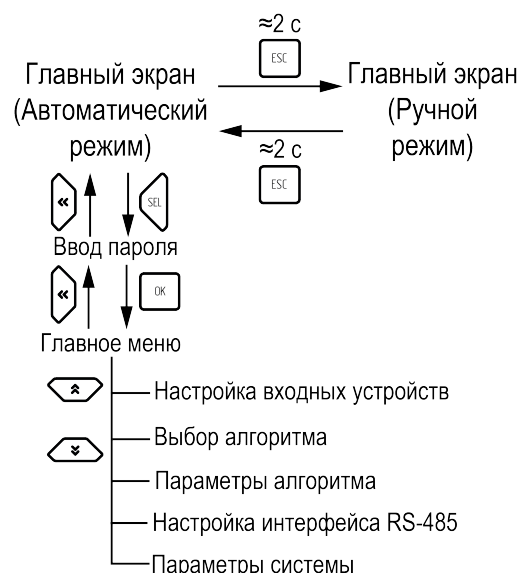 ≈2 с
ESC
Главный экран
(Автоматический
режим)
Главный экран
(Ручной
режим)
≈2 с
ESC
«
SEL
Ввод пароля
«
OK
Главное меню
Настройка входных устройств
Выбор алгоритма
Параметры алгоритма
Настройка интерфейса RS-485
Параметры системы